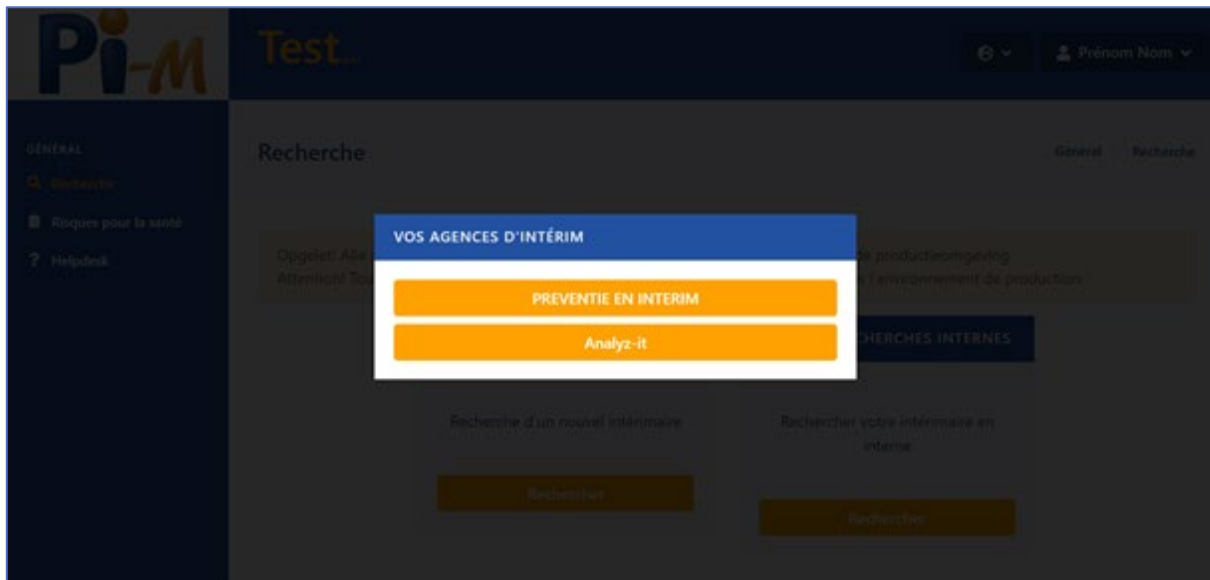 Pi-M
Test...
Prénom Nom
GÉNÉRAL
Recherche
Risques pour la santé
Helpdesk
Recherche
Général Recherche
VOS AGENCES D'INTÉRIM
PREVENTIE EN INTERIM
Analyz-it
Opgelet! Alle de productieomgeving
Attention! Tou l'environnement de production
CHERCHES INTERNES
Recherche d'un nouvel intérimaire
Rechercher
Rechercher votre intérimaire en
interne
Rechercher